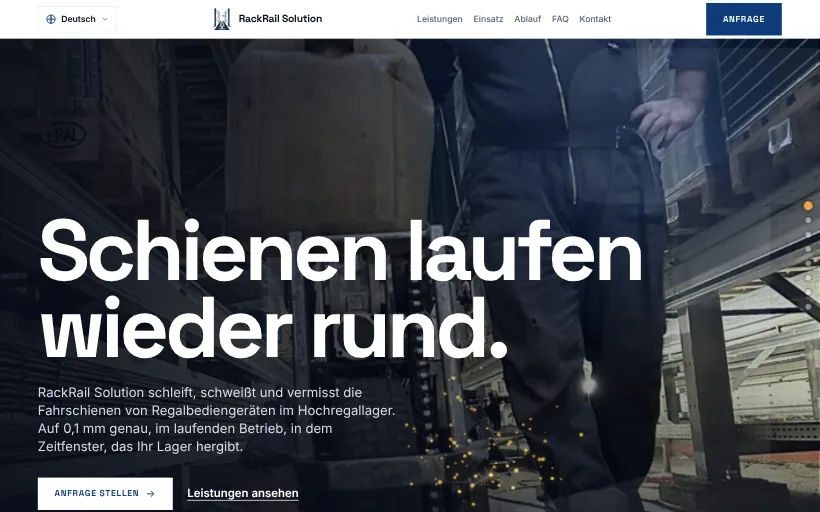 Deutsch
RackRail Solution
Leistungen Einsatz Ablauf FAQ Kontakt
ANFRAGE
EPAL
Schienen laufen
wieder rund.
RackRail Solution schleift, schweißt und vermisst die
Fahrschienen von Regalbediengeräten im Hochregallager.
Auf 0,1 mm genau, im laufenden Betrieb, in dem
Zeitfenster, das Ihr Lager hergibt.
ANFRAGE STELLEN → Leistungen ansehen